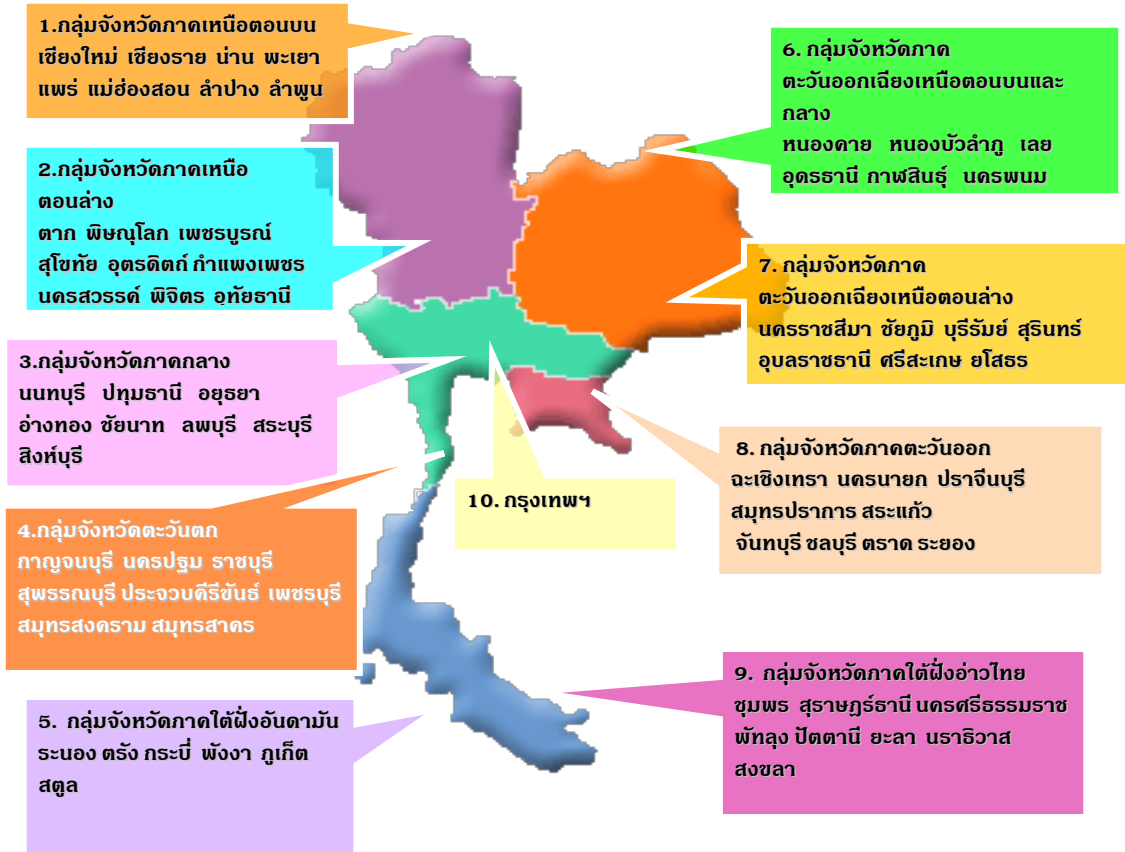 1.กลุ่มจังหวัดภาคเหนือตอนบน
เชียงใหม่ เชียงราย น่าน พะเยา
แพร่ แม่ฮ่องสอน ลำปาง ลำพูน
2.กลุ่มจังหวัดภาคเหนือ
ตอนล่าง
ตาก พิษณุโลก เพชรบูรณ์
สุโขทัย อุตรดิตถ์ กำแพงเพชร
นครสวรรค์ พิจิตร อุทัยธานี
3.กลุ่มจังหวัดภาคกลาง
นนทบุรี ปทุมธานี อยุธยา
อ่างทอง ชัยนาท ลพบุรี สระบุรี
สิงห์บุรี
4.กลุ่มจังหวัดตะวันตก
กาญจนบุรี นครปฐม ราชบุรี
สุพรรณบุรี ประจวบคีรีขันธ์ เพชรบุรี
สมุทรสงคราม สมุทรสาคร
5. กลุ่มจังหวัดภาคใต้ฝั่งอันดามัน
ระนอง ตรัง กระบี่ พังงา ภูเก็ต
สตูล
6. กลุ่มจังหวัดภาค
ตะวันออกเฉียงเหนือตอนบนและ
กลาง
หนองคาย หนองบัวลำภู เลย
อุดรธานี กาฬสินธุ์ นครพนม
7. กลุ่มจังหวัดภาค
ตะวันออกเฉียงเหนือตอนล่าง
นครราชสีมา ชัยภูมิ บุรีรัมย์ สุรินทร์
อุบลราชธานี ศรีสะเกษ ยโสธร
8. กลุ่มจังหวัดภาคตะวันออก
ฉะเชิงเทรา นครนายก ปราจีนบุรี
สมุทรปราการ สระแก้ว
จันทบุรี ชลบุรี ตราด ระยอง
9. กลุ่มจังหวัดภาคใต้ฝั่งอ่าวไทย
ชุมพร สุราษฎร์ธานี นครศรีธรรมราช
พัทลุง ปัตตานี ยะลา นราธิวาส
สงขลา
10. กรุงเทพฯ